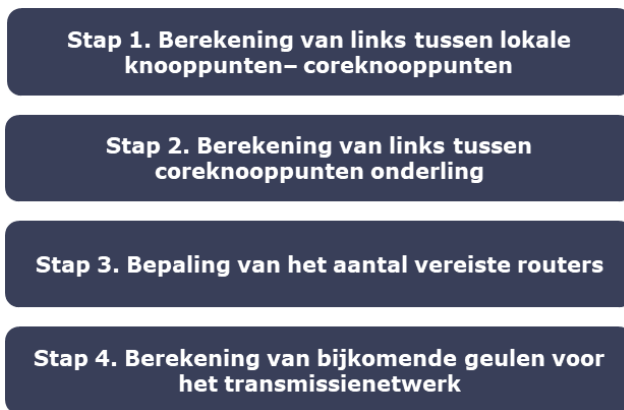 Stap 1. Berekening van links tussen lokale
knooppunten– coreknooppunten
Stap 2. Berekening van links tussen
coreknooppunten onderling
Stap 3. Bepaling van het aantal vereiste routers
Stap 4. Berekening van bijkomende geulen voor
het transmissienetwerk